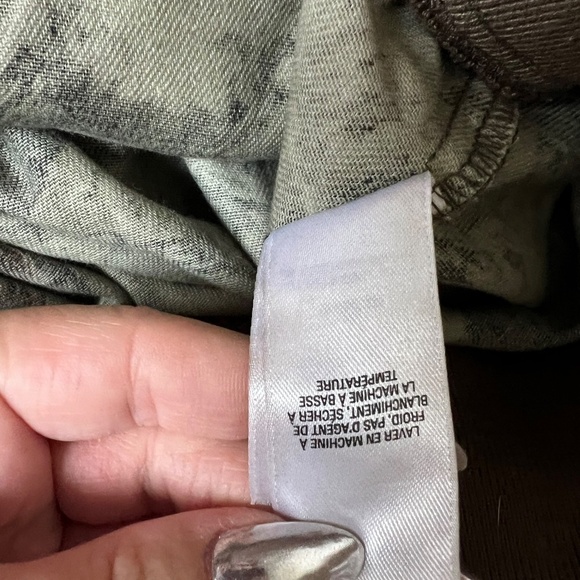 LAVER EN MACHINE À
FROID, PAS D'AGENT DE
BLANCHIMENT, SÉCHER À
LA MACHINE À BASSE
TEMPÉRATURE